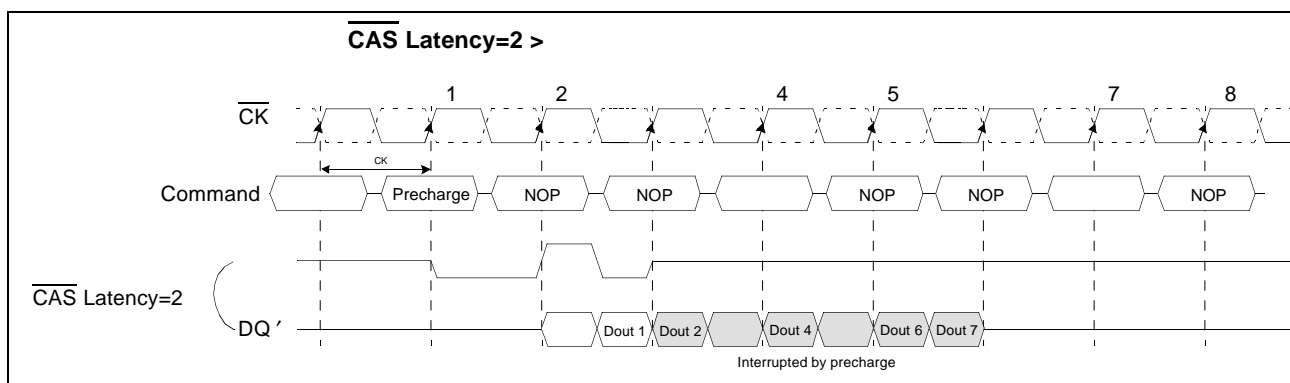 CAS Latency=2 >
1 2 4 5 7 8
CK
CK
Command Precharge NOP NOP NOP NOP NOP
CAS Latency=2
DQ ′ Dout 1 Dout 2 Dout 4 Dout 6 Dout 7
Interrupted by precharge